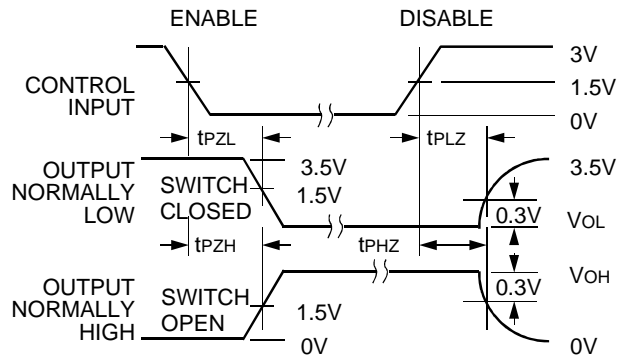 ENABLE DISABLE
3V
CONTROL INPUT
1.5V
0V
tPZL tPLZ
OUTPUT NORMALLY LOW
SWITCH CLOSED
3.5V
1.5V
3.5V
0.3V
VOL
tPZH tPHZ
OUTPUT NORMALLY HIGH
SWITCH OPEN
1.5V
0V
0.3V
VOH
0V